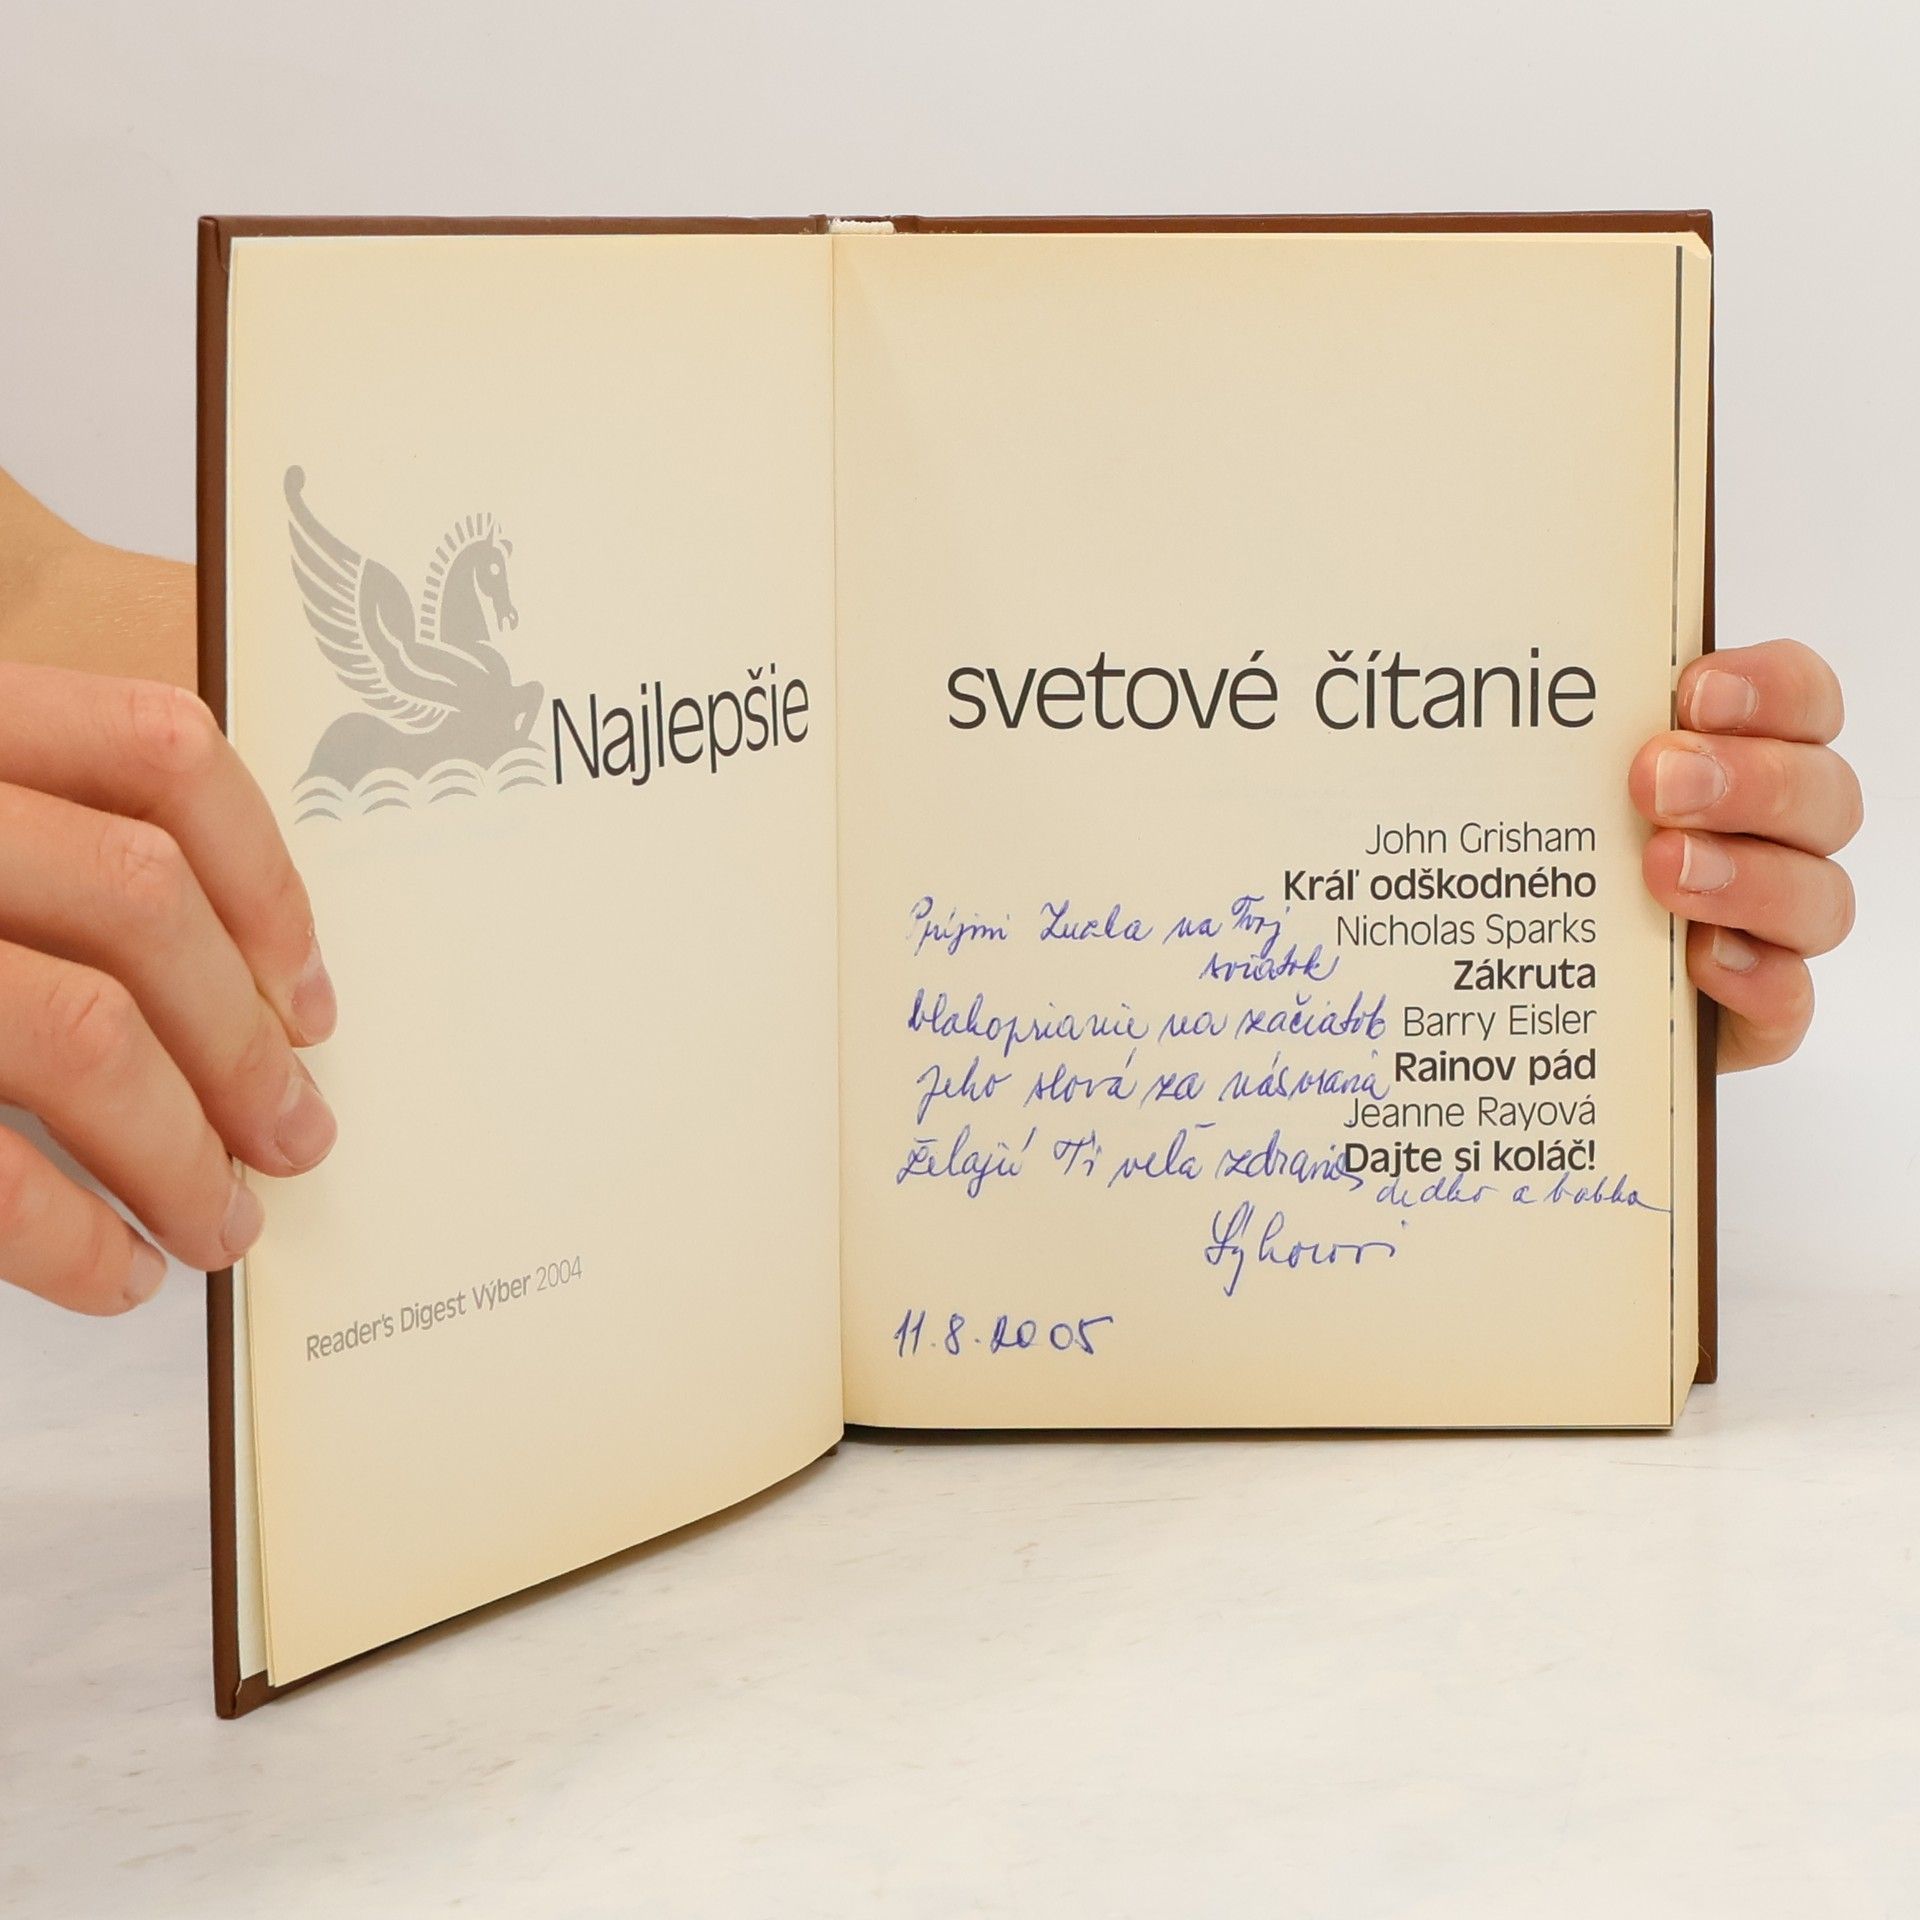 Najlepšie
Reader's Digest Výber 2004
svetové čítanie
John Grisham
Kráľ odškodného
Nicholas Sparks
Zákruta
Barry Eisler
Rainov pád
Jeanne Rayová
Dajte si koláč!
Prijmi na Tvoj
sviatok
blahoprianie na začiatok
jeho slová za nás vravia
želajú Ti veľa zdravia
dedko a babka
11.8.2005